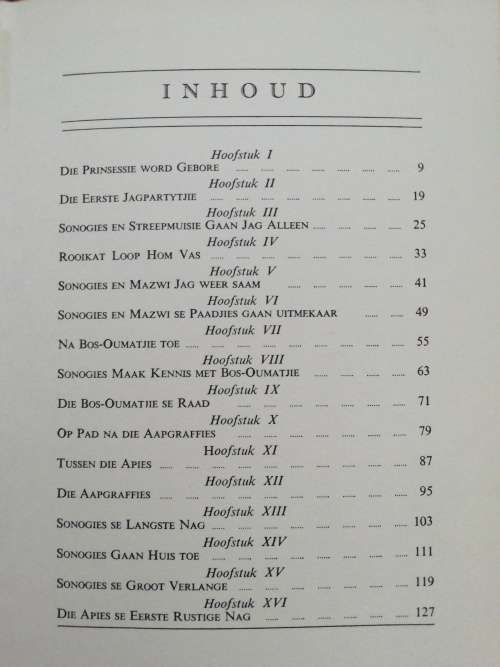 INHOUD
Hoofstuk I
Die Prinsessie word Gebore ..... ..... ..... ..... ..... ..... 9
Hoofstuk II
Die Eerste Jagpartytjie ..... ..... ..... ..... ..... ..... 19
Hoofstuk III
Sonogies en Streepmuisie Gaan Jag Alleen ..... ..... ..... 25
Hoofstuk IV
Rooikat Loop Hom Vas ..... ..... ..... ..... ..... ..... 33
Hoofstuk V
Sonogies en Mazwi Jag weer saam ..... ..... ..... ..... 41
Hoofstuk VI
Sonogies en Mazwi se Paadjies gaan uitmekaar ..... ..... 49
Hoofstuk VII
Na Bos-Oumatjie toe ..... ..... ..... ..... ..... ..... 55
Hoofstuk VIII
Sonogies Maak Kennis met Bos-Oumatjie ..... ..... ..... 63
Hoofstuk IX
Die Bos-Oumatjie se Raad ..... ..... ..... ..... ..... 71
Hoofstuk X
Op Pad na die Aapgraffies ..... ..... ..... ..... ..... 79
Hoofstuk XI
Tussen die Apies ..... ..... ..... ..... ..... ..... ..... 87
Hoofstuk XII
Die Aapgraffies ..... ..... ..... ..... ..... ..... ..... 95
Hoofstuk XIII
Sonogies se Langste Nag ..... ..... ..... ..... ..... ..... 103
Hoofstuk XIV
Sonogies Gaan Huis toe ..... ..... ..... ..... ..... ..... 111
Hoofstuk XV
Sonogies se Groot Verlange ..... ..... ..... ..... ..... 119
Hoofstuk XVI
Die Apies se Eerste Rustige Nag ..... ..... ..... ..... 127